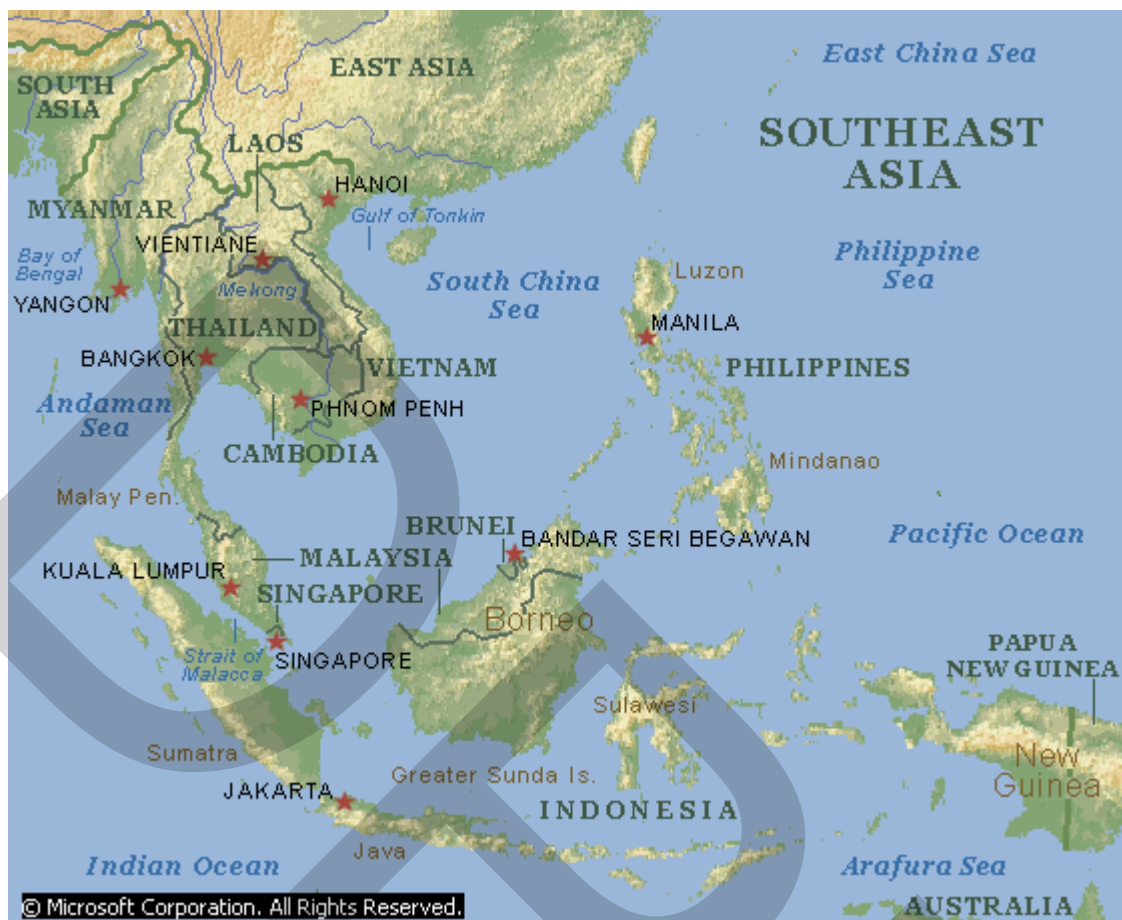 East China Sea
EAST ASIA
SOUTH
ASIA
SOUTHEAST
ASIA
LAOS
HANOI
MYANMAR
Gulf of Tonkin
VIENTIANE
Bay of
Bengal
Philippine
Sea
Luzon
South China
Sea
Mekong
YANGON
THAILAND
MANILA
BANGKOK
VIETNAM
PHILIPPINES
Andaman
Sea
PHNOM PENH
CAMBODIA
Mindanao
Malay Pen.
BRUNEI
BANDAR SERI BEGAWAN
Pacific Ocean
MALAYSIA
KUALA LUMPUR
SINGAPORE
Borneo
PAPUA
NEW GUINEA
SINGAPORE
Strait of
Malacca
Sulawesi
Sumatra
New
Guinea
Greater Sunda Is.
JAKARTA
INDONESIA
Java
Indian Ocean
Arafura Sea
© Microsoft Corporation. All Rights Reserved.
AUSTRALIA